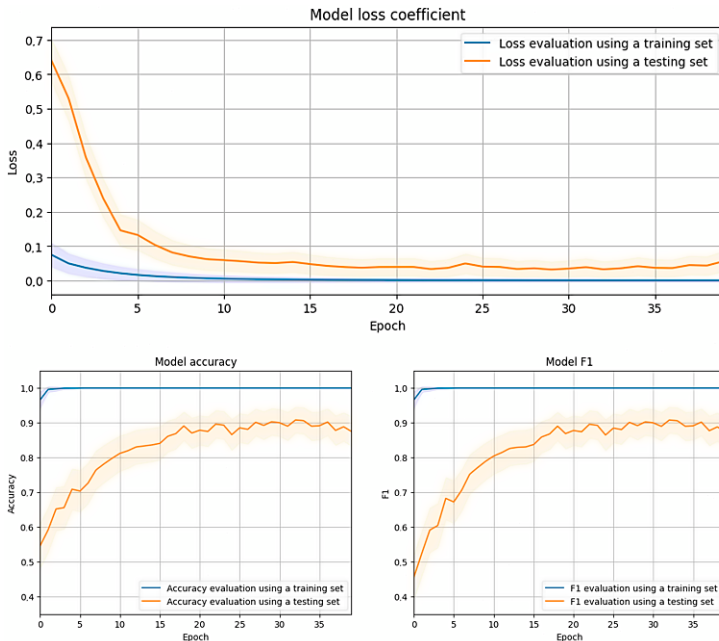 Model loss coefficient
0,7
0,6
0,5
0,4
0,3
0,2
0,1
0,0
Loss
Loss evaluation using a training set
Loss evaluation using a testing set
0 5 10 15 20 25 30 35
Epoch
Model accuracy
1.0
0.9
0.8
0.7
0.6
0.5
0.4
Accuracy
Accuracy evaluation using a training set
Accuracy evaluation using a testing set
0 5 10 15 20 25 30 35
Epoch
Model F1
1.0
0.9
0.8
0.7
0.6
0.5
0.4
F1
F1 evaluation using a training set
F1 evaluation using a testing set
0 5 10 15 20 25 30 35
Epoch